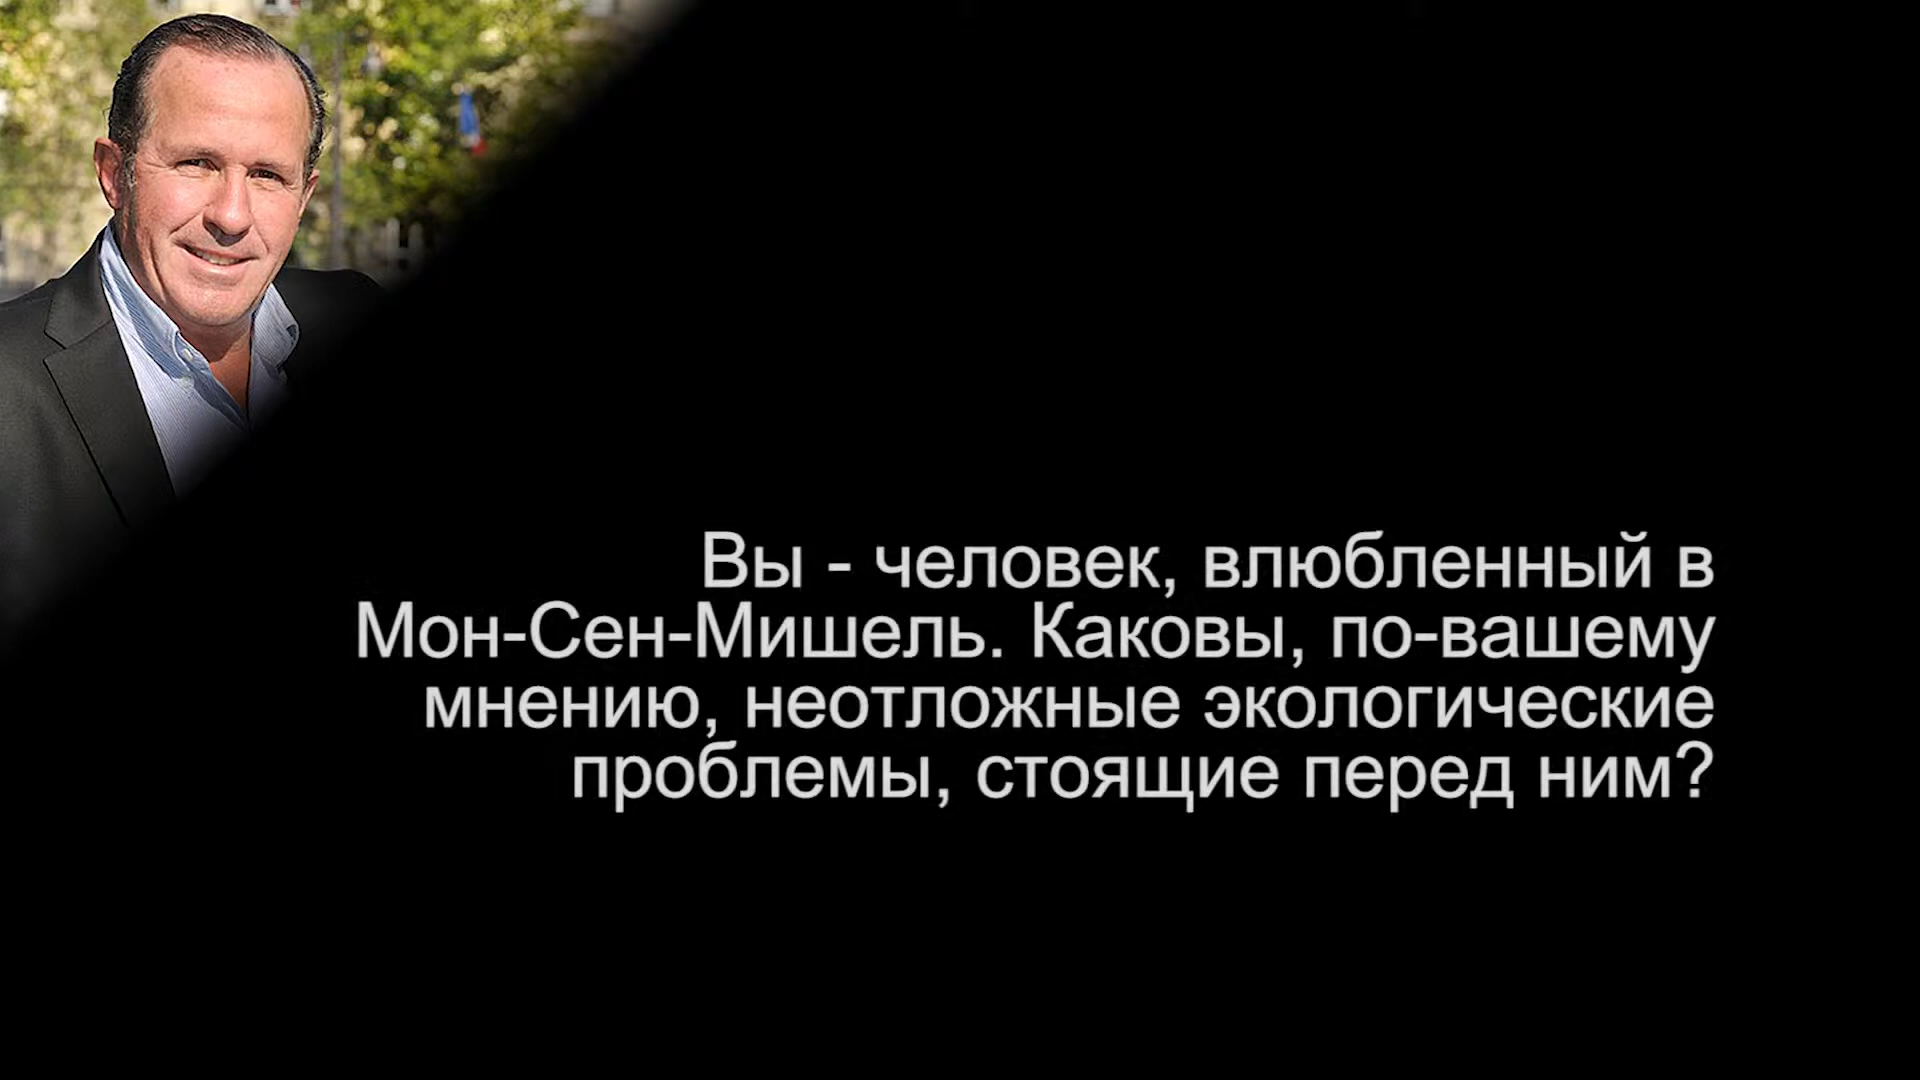 Вы - человек, влюбленный в
Мон-Сен-Мишель. Каковы, по-вашему
мнению, неотложные экологические
проблемы, стоящие перед ним?